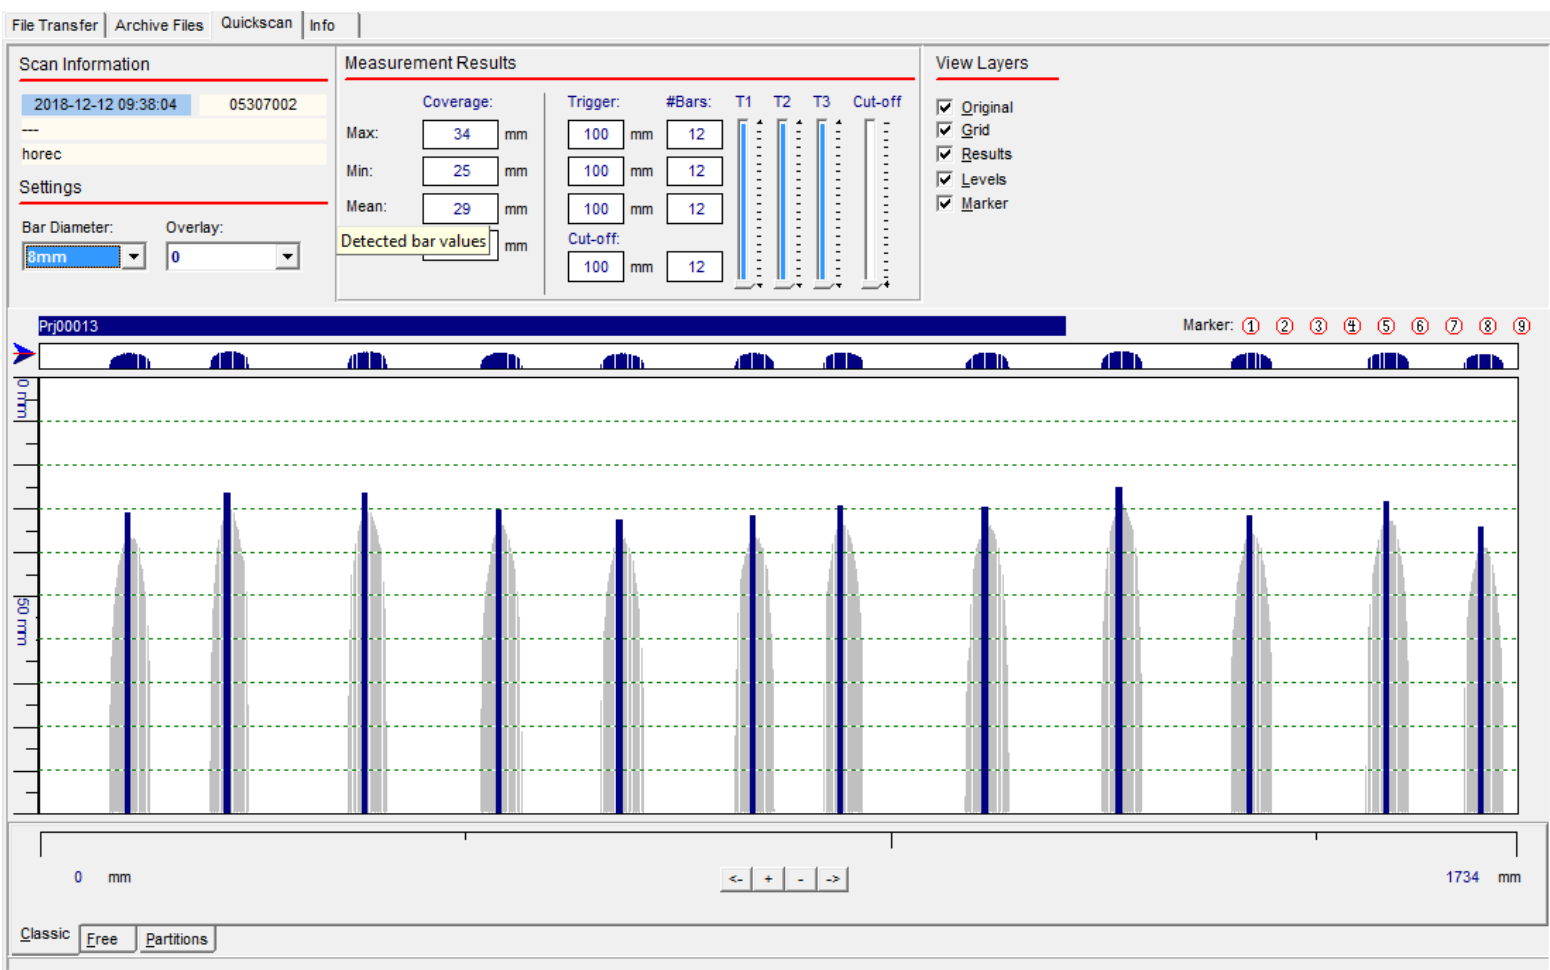 File Transfer Archive Files Quickscan Info
Scan Information
2018-12-12 09:38:04 05307002
---
horec
Settings
Bar Diameter: Overlay:
8mm 0
Measurement Results
Coverage: Trigger: #Bars: T1 T2 T3 Cut-off
Max: 34 mm 100 mm 12
Min: 25 mm 100 mm 12
Mean: 29 mm 100 mm 12
Detected bar values mm
Cut-off:
100 mm 12
View Layers
Original
Grid
Results
Levels
Marker
Prj00013 Marker: 1 2 3 4 5 6 7 8 9
0 mm
50 mm
0 mm <- + - -> 1734 mm
Classic Free Partitions